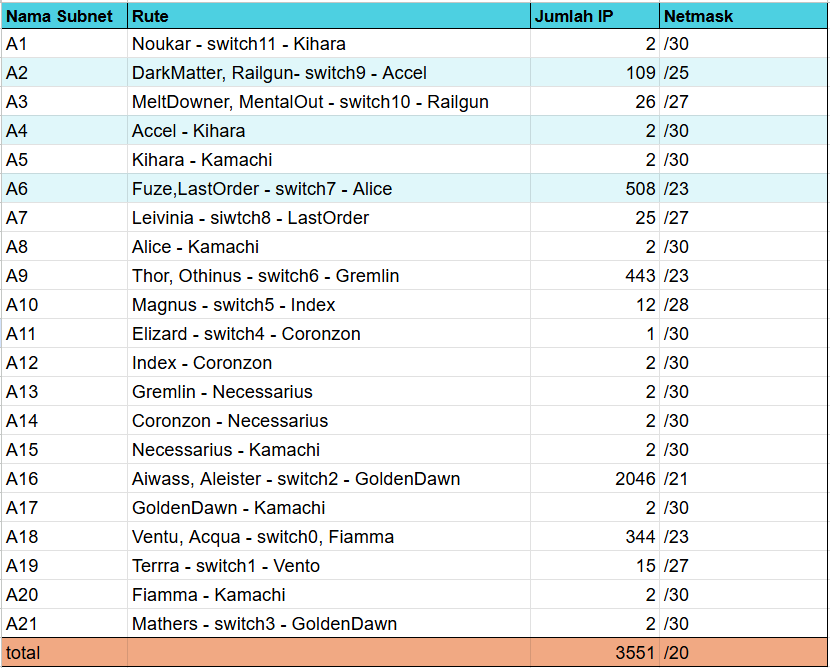 Nama Subnet Rute Jumlah IP Netmask
A1 Noukar - switch11 - Kihara 2 /30
A2 DarkMatter, Railgun- switch9 - Accel 109 /25
A3 MeltDowner, MentalOut - switch10 - Railgun 26 /27
A4 Accel - Kihara 2 /30
A5 Kihara - Kamachi 2 /30
A6 Fuze,LastOrder - switch7 - Alice 508 /23
A7 Leivinia - siwtch8 - LastOrder 25 /27
A8 Alice - Kamachi 2 /30
A9 Thor, Othinus - switch6 - Gremlin 443 /23
A10 Magnus - switch5 - Index 12 /28
A11 Elizard - switch4 - Coronzon 1 /30
A12 Index - Coronzon 2 /30
A13 Gremlin - Necessarius 2 /30
A14 Coronzon - Necessarius 2 /30
A15 Necessarius - Kamachi 2 /30
A16 Aiwass, Aleister - switch2 - GoldenDawn 2046 /21
A17 GoldenDawn - Kamachi 2 /30
A18 Ventu, Acqua - switch0, Fiamma 344 /23
A19 Terrra - switch1 - Vento 15 /27
A20 Fiamma - Kamachi 2 /30
A21 Mathers - switch3 - GoldenDawn 2 /30
total 3551 /20